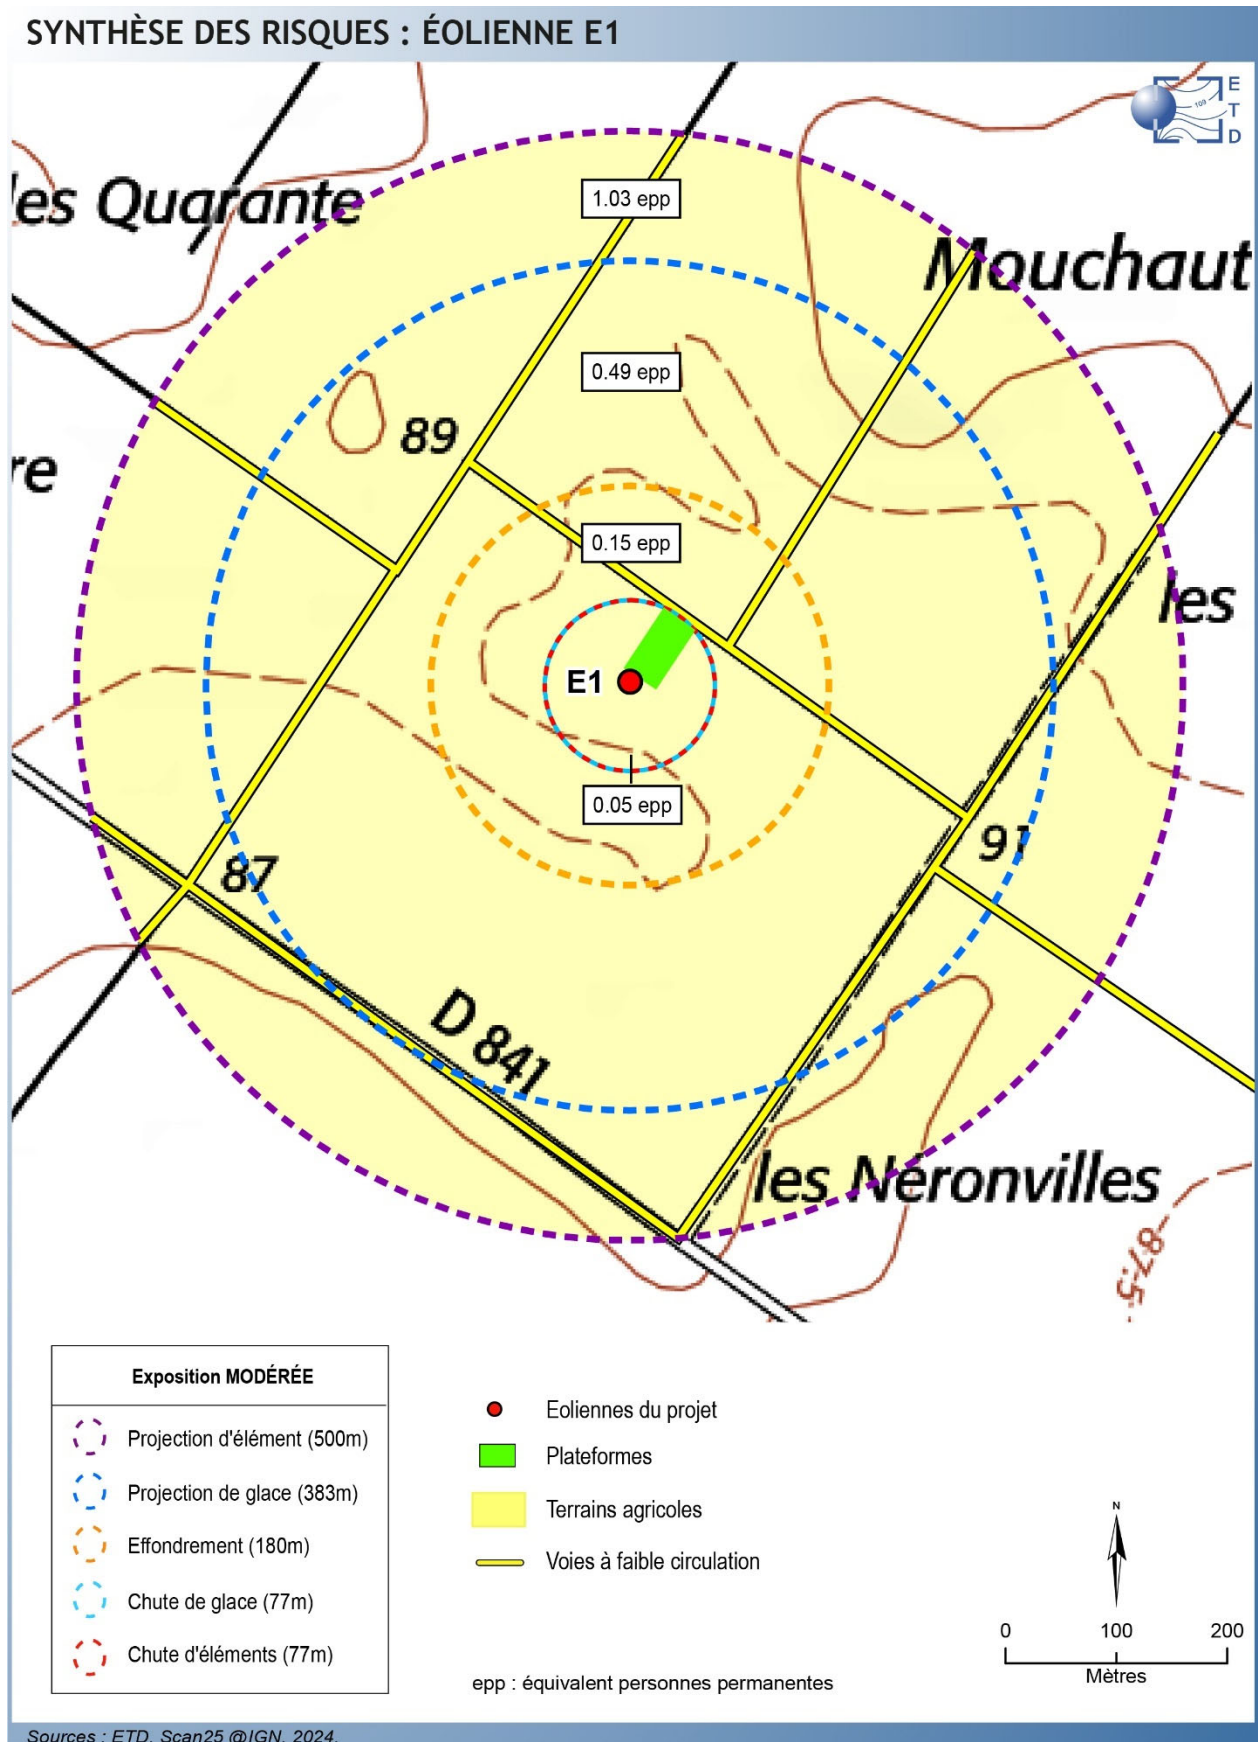 SYNTHÈSE DES RISQUES : ÉOLIENNE E1
E
T
D
109
les Quarante
1.03 epp
Mouchaut
0.49 epp
89
re
0.15 epp
les
E1
0.05 epp
91
87
D 841
les Néronvilles
87.5
Exposition MODÉRÉE
Projection d'élément (500m)
Projection de glace (383m)
Effondrement (180m)
Chute de glace (77m)
Chute d'éléments (77m)
Eoliennes du projet
Plateformes
Terrains agricoles
Voies à faible circulation
epp : équivalent personnes permanentes
N
0 100 200
Mètres
Sources : ETD, Scan25 @IGN, 2024.